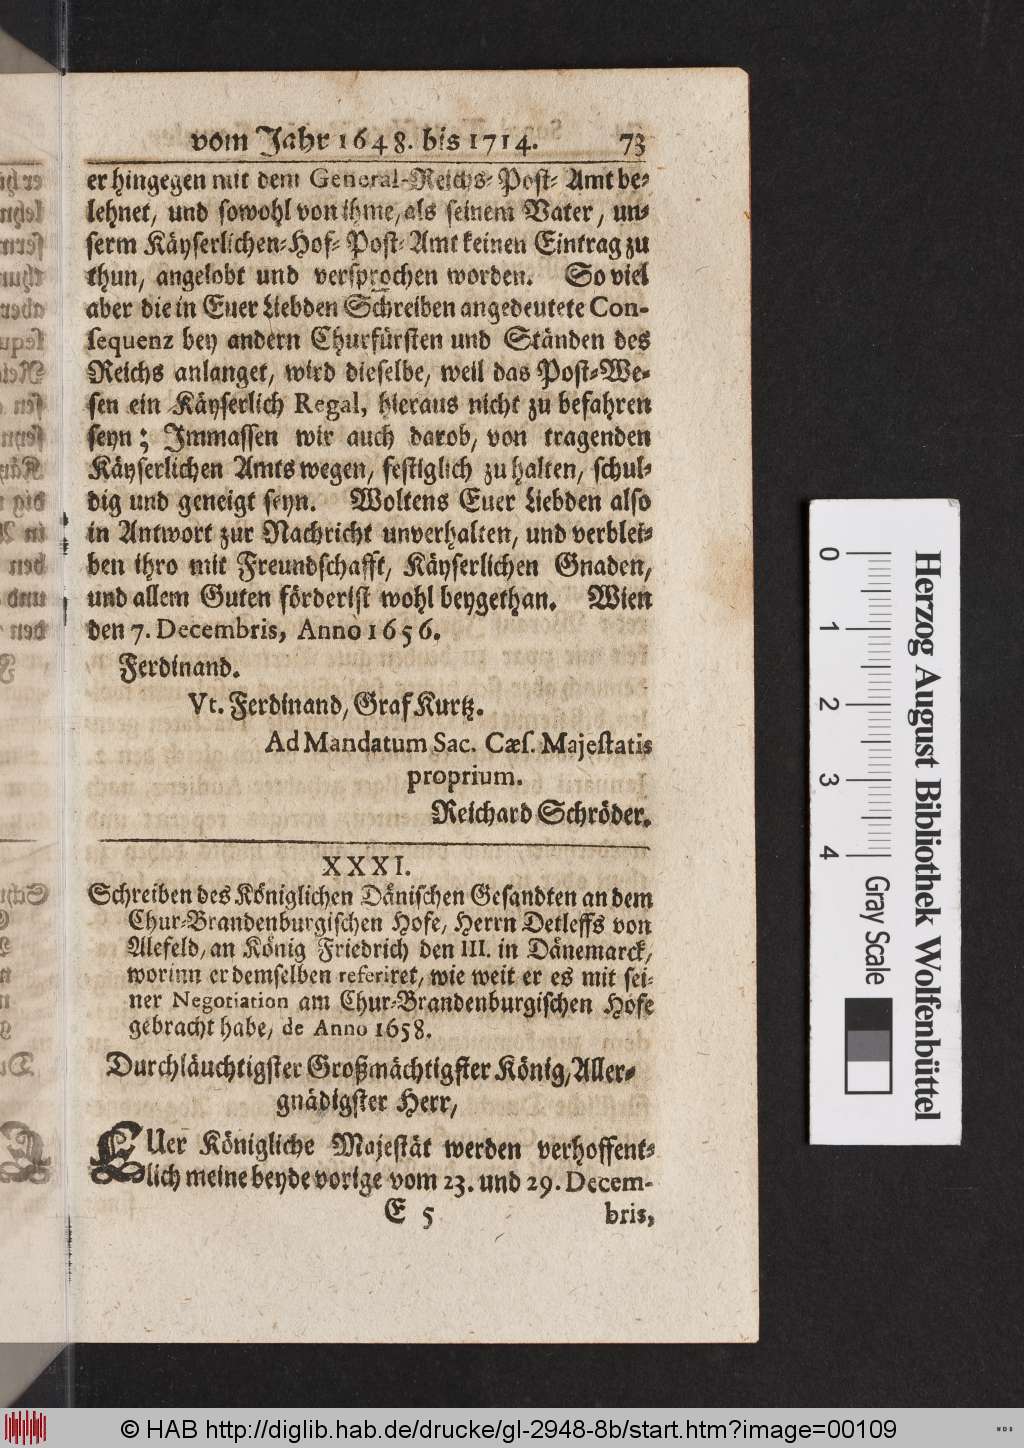 vom Jahr 1648. bis 1714. 73
er hingegen mit dem General-Reichs-Post-Amt be-
lehnet, und sowohl von ihme, als seinem Vater, un-
serm Käyserlichen-Hof-Post-Amt keinen Eintrag zu
thun, angelobt und versprochen worden. So viel
aber die in Euer Liebden Schreiben angedeutete Con-
sequenz bey andern Churfürsten und Ständen des
Reichs anlanget, wird dieselbe, weil das Post-We-
sen ein Käyserlich Regal, hieraus nicht zu befahren
seyn; Immassen wir auch darob, von tragenden
Käyserlichen Amts wegen, festiglich zu halten, schul-
dig und geneigt seyn. Woltens Euer Liebden also
in Antwort zur Nachricht unverhalten, und verblei-
ben ihro mit Freundschafft, Käyserlichen Gnaden,
und allem Guten förderist wohl beygethan. Wien
den 7. Decembris, Anno 1656.
Ferdinand.
Vt. Ferdinand, Graf Kurtz.
Ad Mandatum Sac. Cæs. Majestatis
proprium.
Reichard Schröder.
XXXI.
Schreiben des Königlichen Dänischen Gesandten an dem
Chur-Brandenburgischen Hofe, Herrn Detleffs von
Alefeld, an König Friedrich den III. in Dänemarck,
worinn er demselben referiret, wie weit er es mit sei-
ner Negotiation am Chur-Brandenburgischen Hofe
gebracht habe, de Anno 1658.
Durchläuchtigster Großmächtigster König, Aller-
gnädigster Herr,
EUer Königliche Majestät werden verhoffent-
lich meine beyde vorige vom 23. und 29. Decem-
E 5 bris,
Herzog August Bibliothek Wolfenbüttel
0 1 2 3 4 Gray Scale
© HAB http://diglib.hab.de/drucke/gl-2948-8b/start.htm?image=00109